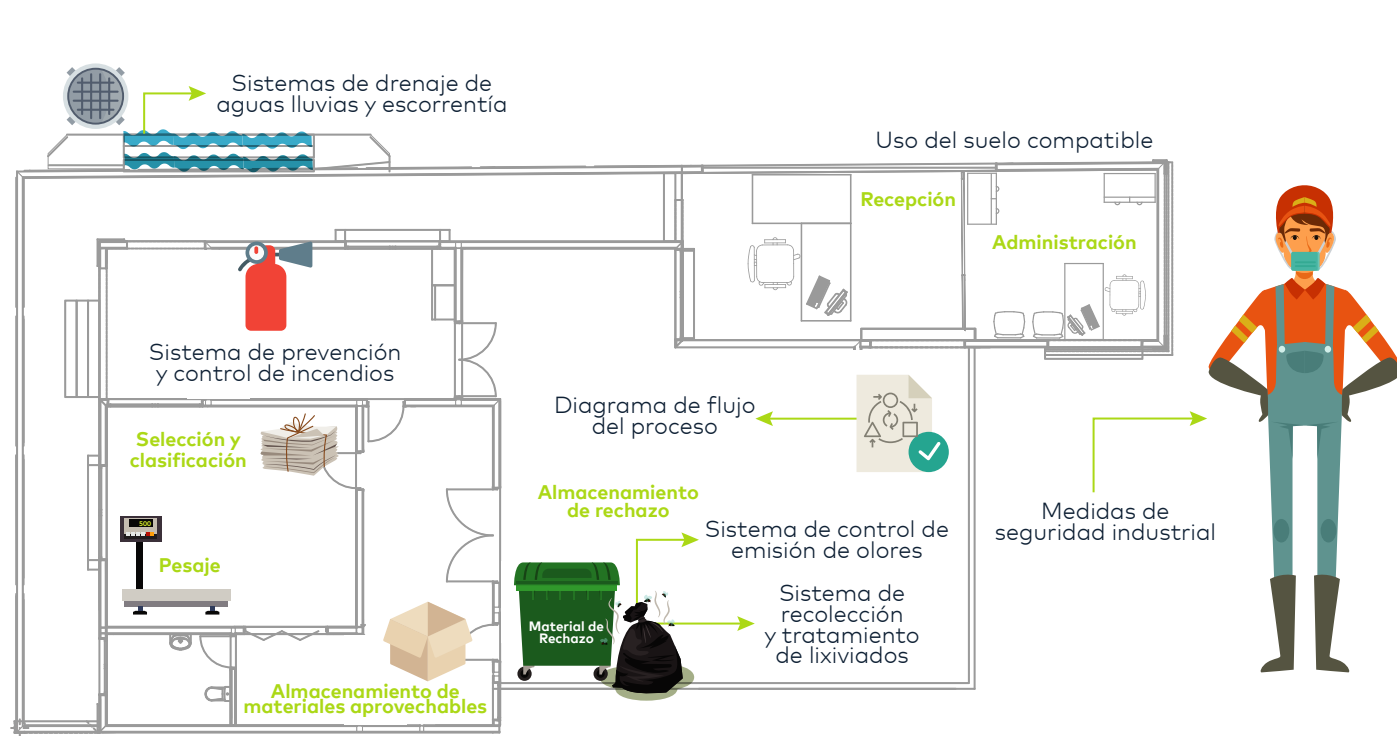 Sistemas de drenaje de
aguas lluvias y escorrentía
Uso del suelo compatible
Recepción
Administración
Sistema de prevención
y control de incendios
Diagrama de flujo
del proceso
Selección y
clasificación
Almacenamiento
de rechazo
Sistema de control de
emisión de olores
Medidas de
seguridad industrial
500
Pesaje
Sistema de
recolección
y tratamiento
de lixiviados
Material de
Rechazo
Almacenamiento de
materiales aprovechables